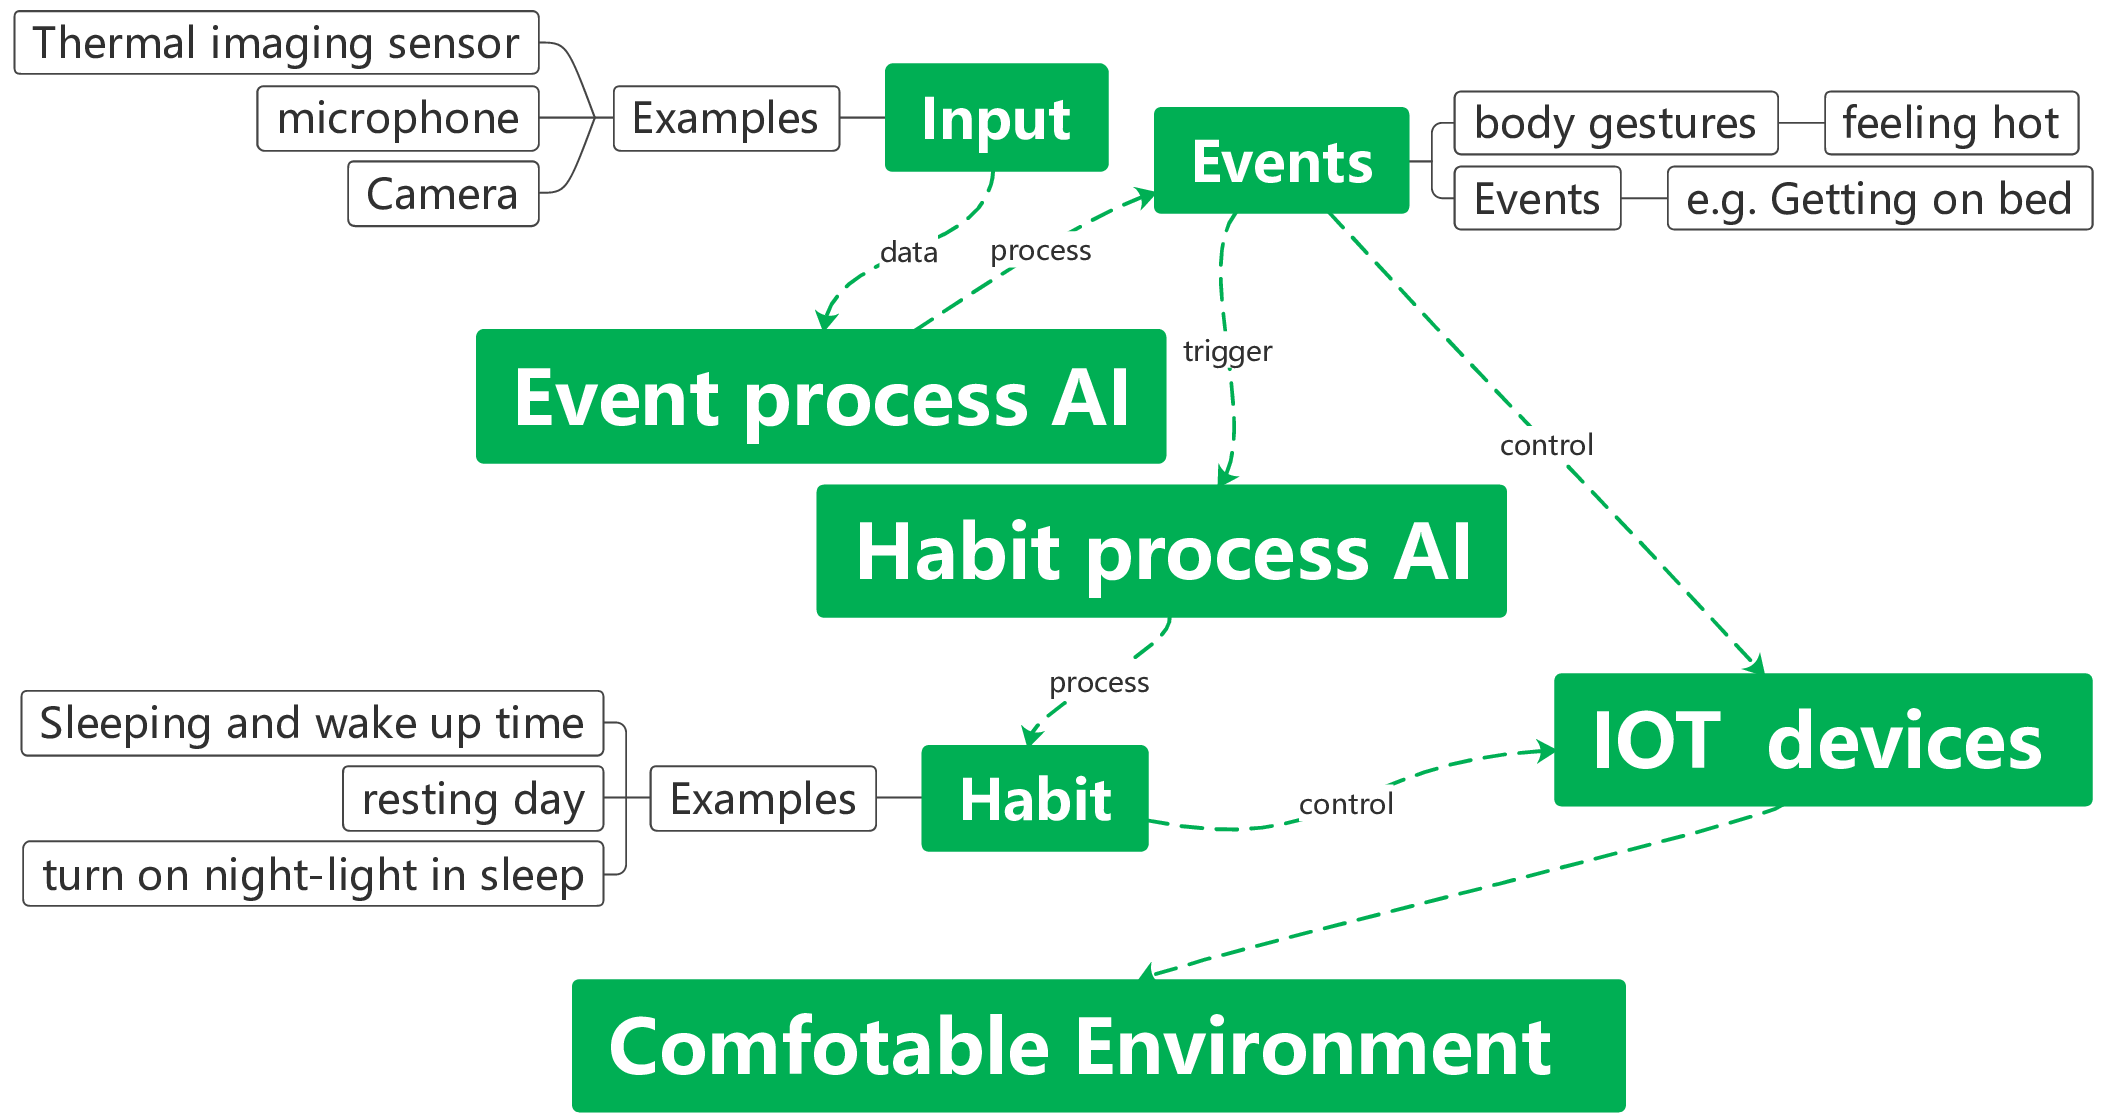 Thermal imaging sensor
microphone
Camera
Examples
Input
Events
body gestures
feeling hot
Events
e.g. Getting on bed
data
process
Event process AI
trigger
control
Habit process AI
process
Sleeping and wake up time
resting day
turn on night-light in sleep
Examples
Habit
control
IOT  devices
Comfotable Environment